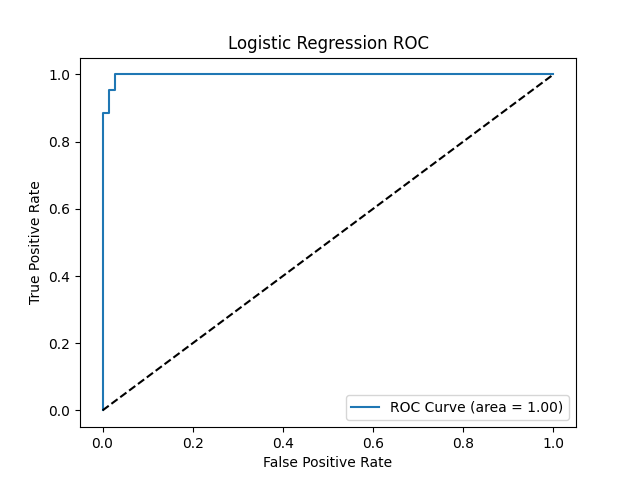 Logistic Regression ROC
1.0
0.8
0.6
0.4
0.2
0.0
True Positive Rate
ROC Curve (area = 1.00)
0.0 0.2 0.4 0.6 0.8 1.0
False Positive Rate